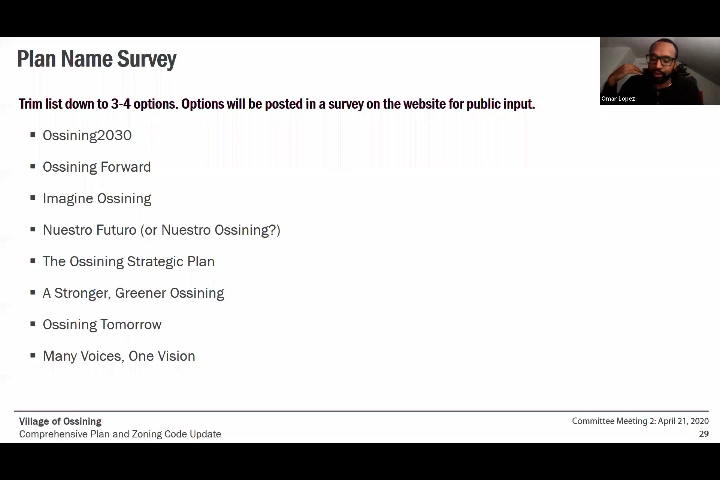 Plan Name Survey
Omar Lopez
Trim list down to 3-4 options. Options will be posted in a survey on the website for public input.
Ossining2030
Ossining Forward
Imagine Ossining
Nuestro Futuro (or Nuestro Ossining?)
The Ossining Strategic Plan
A Stronger, Greener Ossining
Ossining Tomorrow
Many Voices, One Vision
Village of Ossining
Comprehensive Plan and Zoning Code Update
Committee Meeting 2: April 21, 2020
29